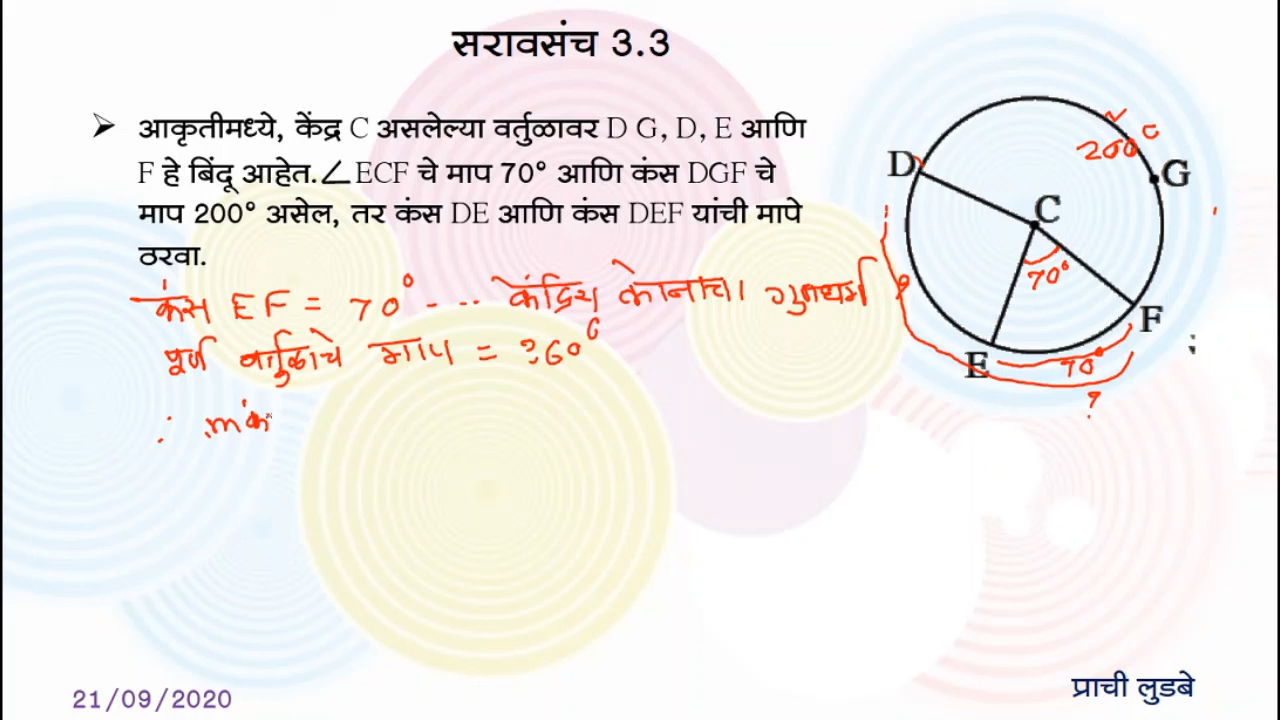 सरावसंच 3.3
➢ आकृतीमध्ये, केंद्र C असलेल्या वर्तुळावर D G, D, E आणि
F हे बिंदू आहेत.∠ECF चे माप 70° आणि कंस DGF चे
माप 200° असेल, तर कंस DE आणि कंस DEF यांची मापे
ठरवा.
कंस EF = 70° - ... केंद्रिय कोनाचा गुणधर्म
पूर्ण वर्तुळाचे माप = 360°
∴ m कं
200°
D
G
C
70°
F
E
70°
?
?
21/09/2020
प्राची लुडबे